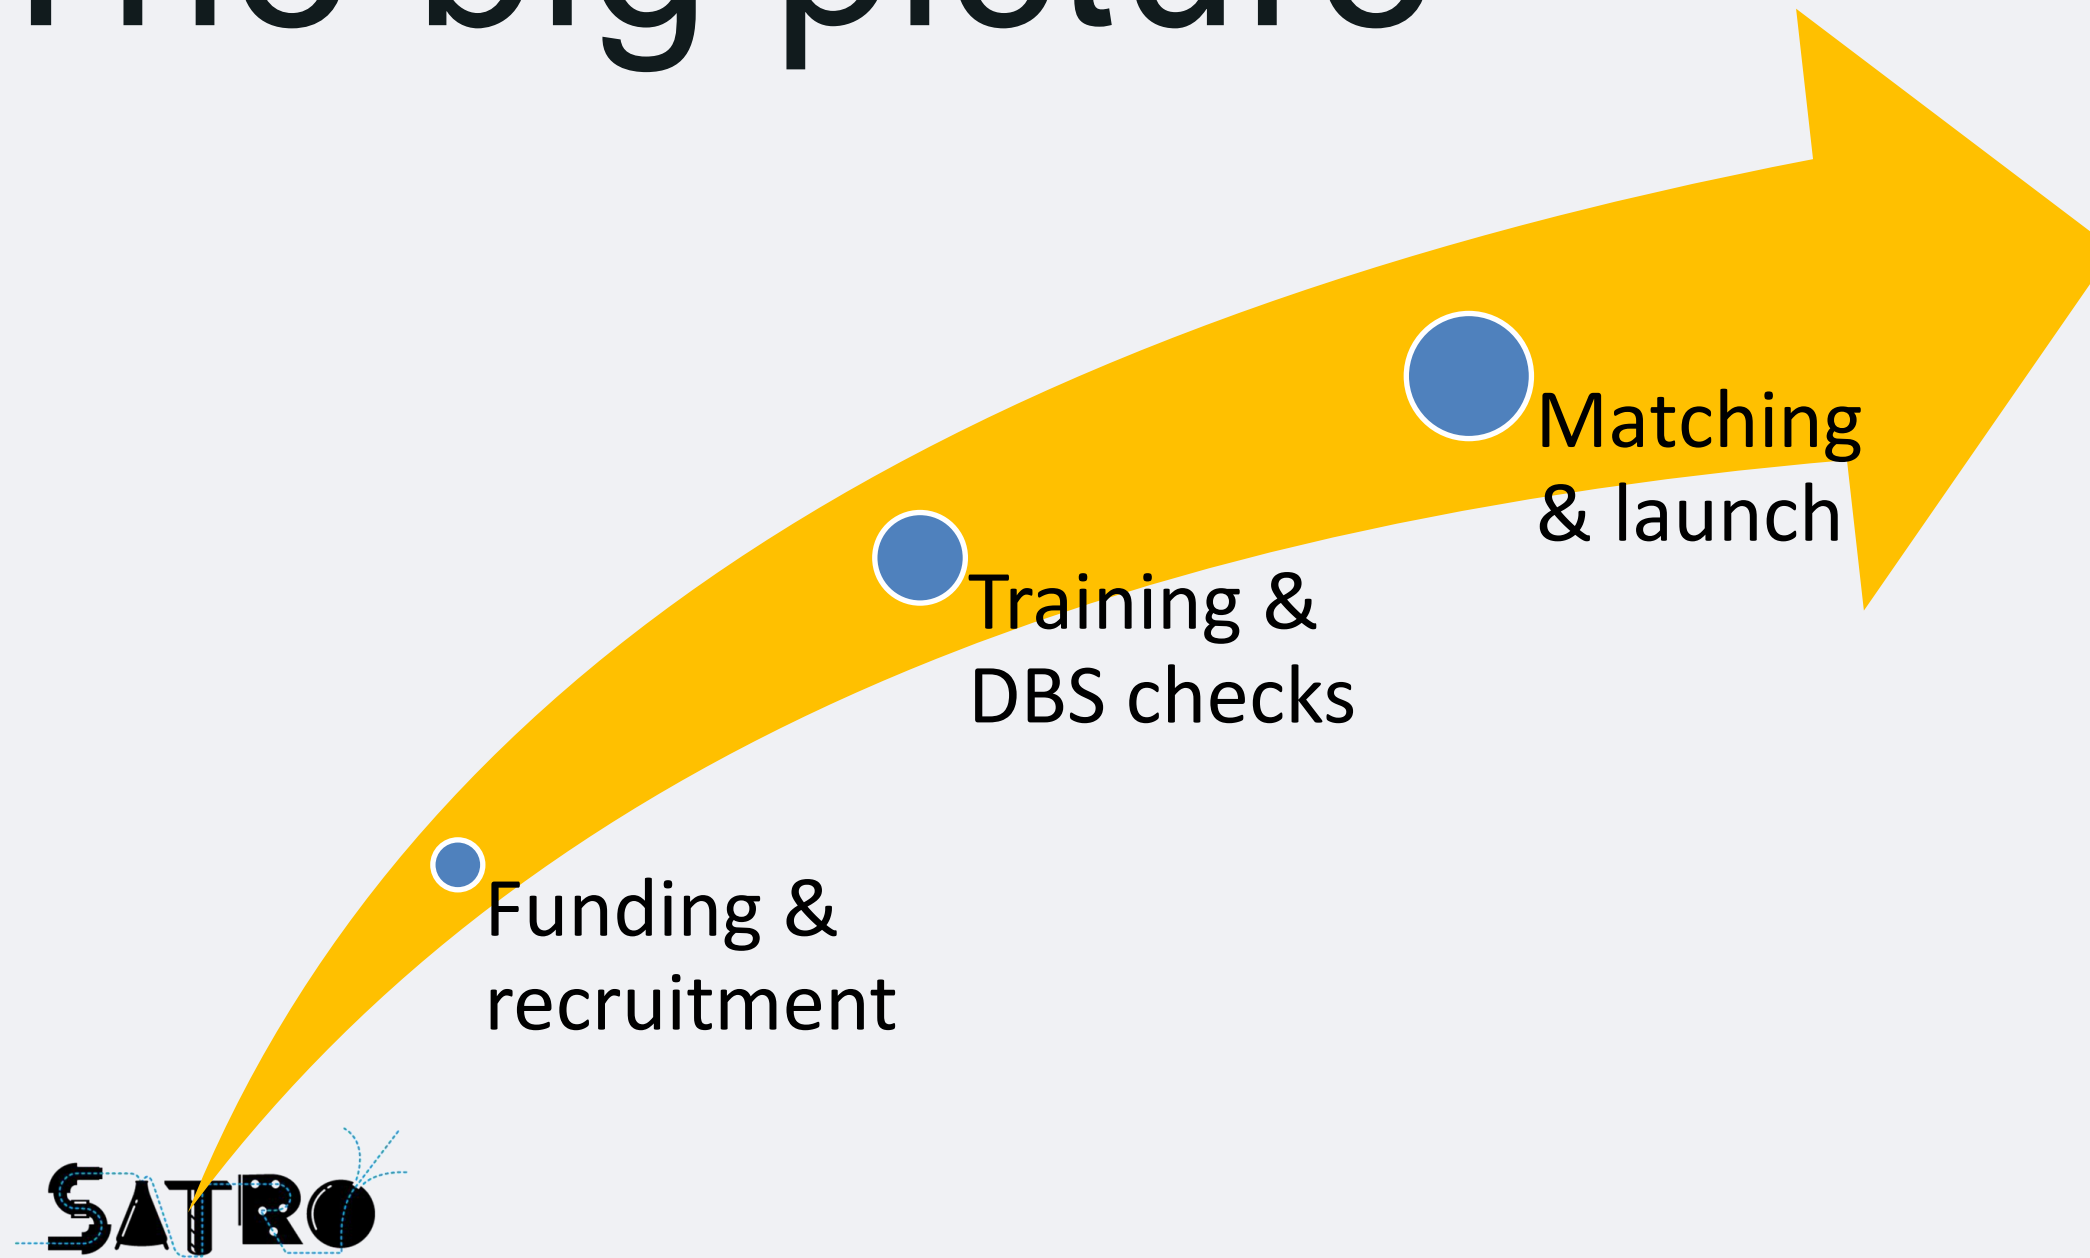 The big picture
Matching
& launch
Training &
DBS checks
Funding &
recruitment
SATRO